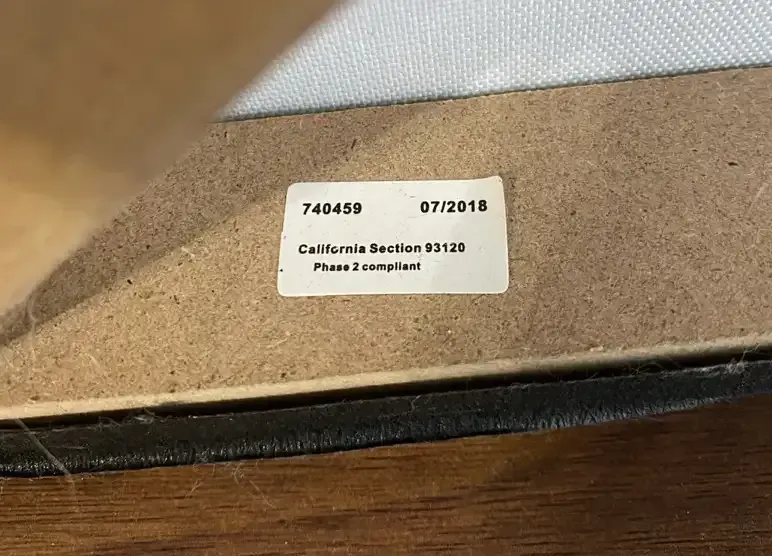 740459 07/2018
California Section 93120
Phase 2 compliant